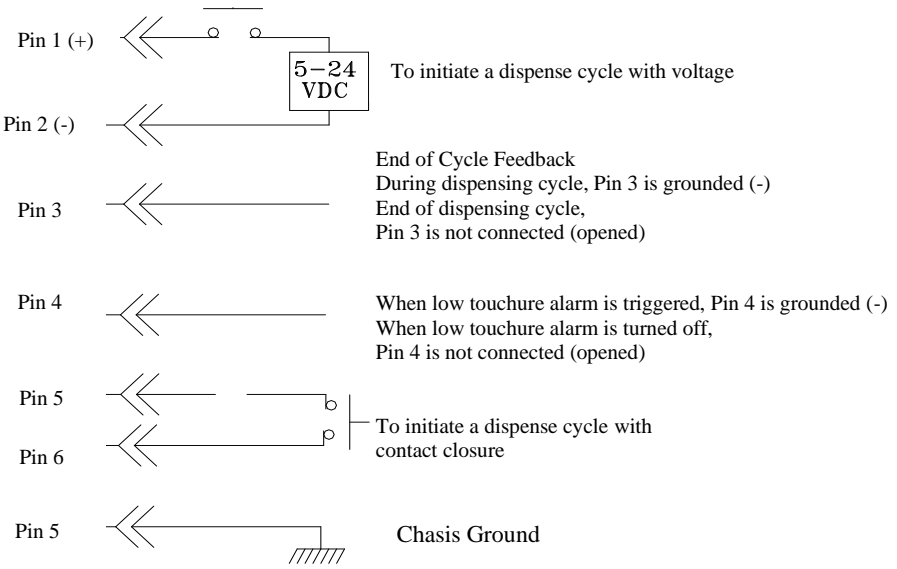 Pin 1 (+)
5-24
VDC
To initiate a dispense cycle with voltage
Pin 2 (-)
End of Cycle Feedback
During dispensing cycle, Pin 3 is grounded (-)
End of dispensing cycle,
Pin 3 is not connected (opened)
Pin 3
Pin 4
When low touchure alarm is triggered, Pin 4 is grounded (-)
When low touchure alarm is turned off,
Pin 4 is not connected (opened)
Pin 5
To initiate a dispense cycle with
contact closure
Pin 6
Pin 5
Chasis Ground